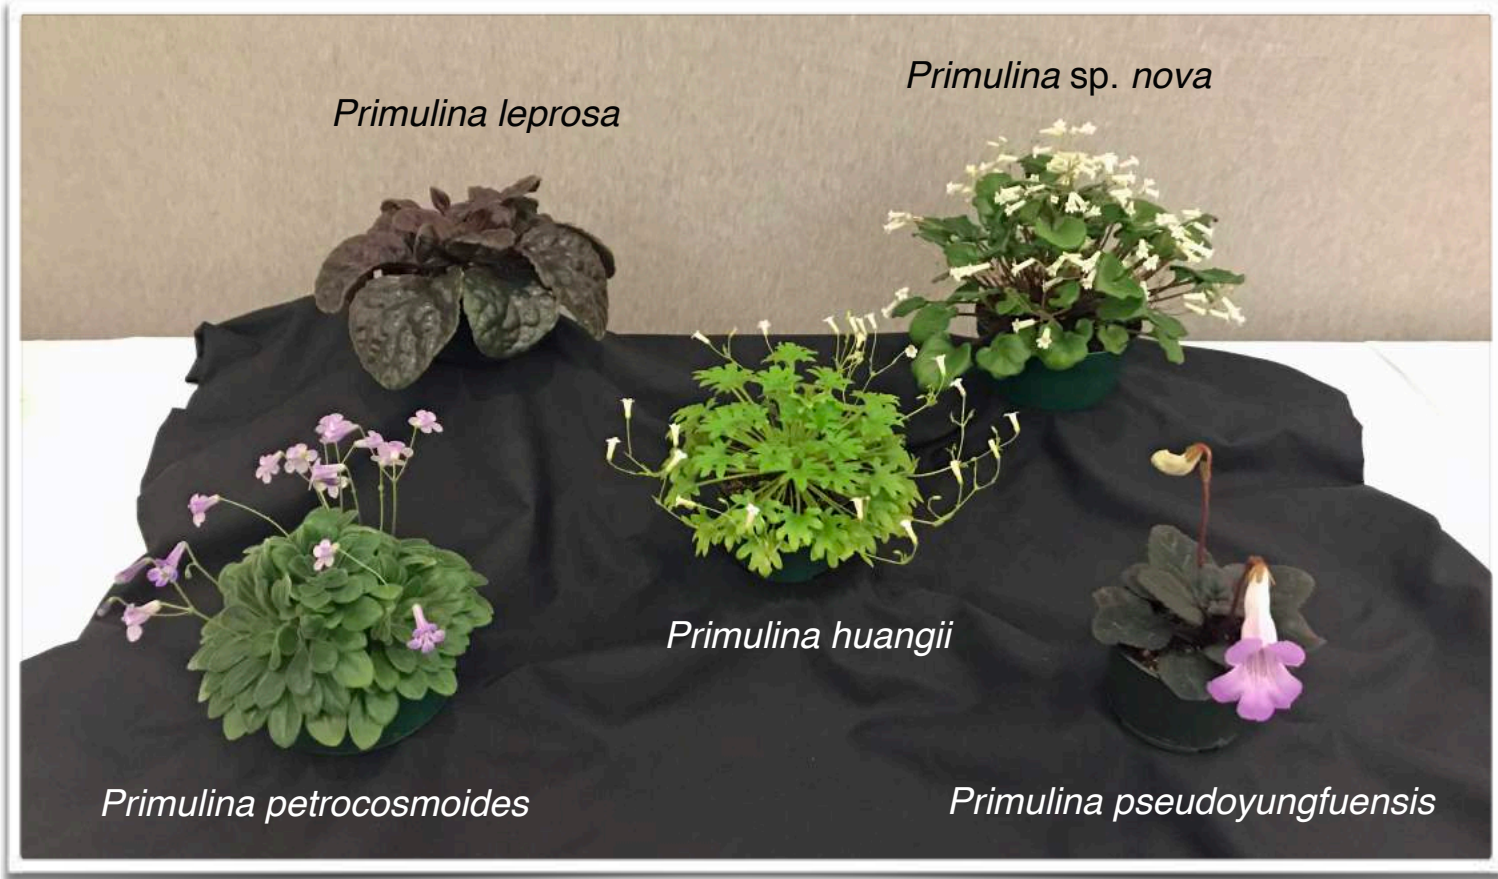 Primulina sp. nova
Primulina leprosa
Primulina huangii
Primulina petrocosmoides
Primulina pseudoyungfuensis